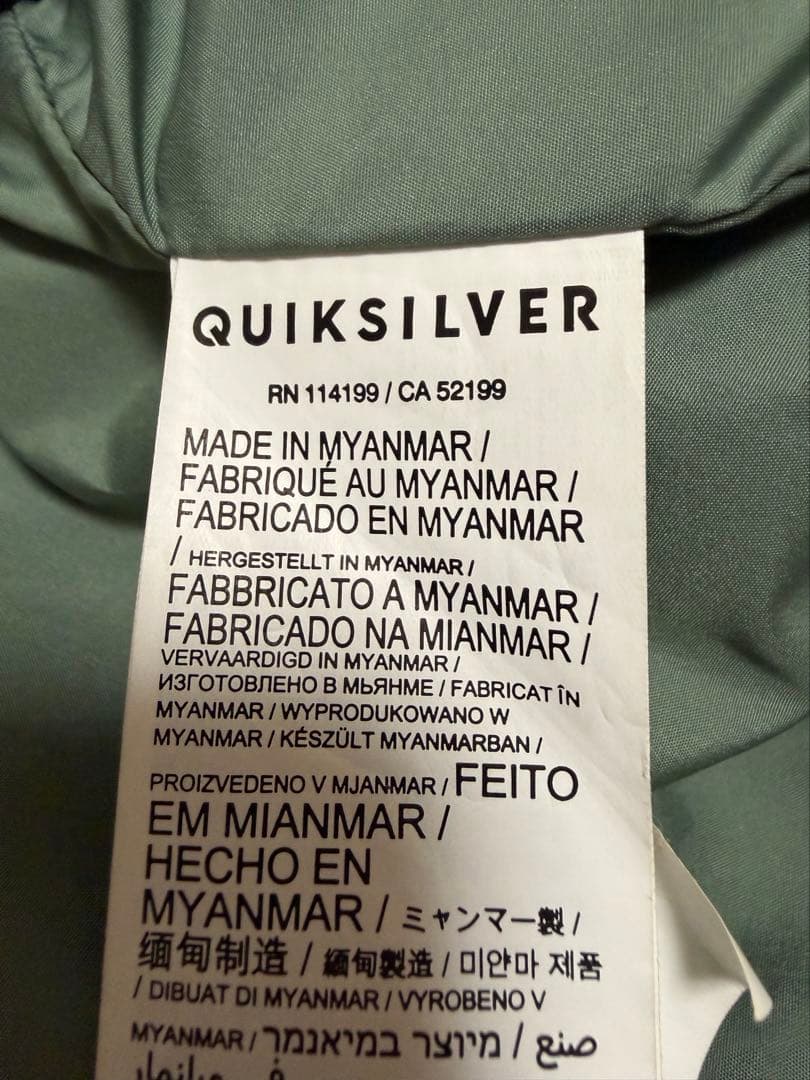 QUIKSILVER
RN 114199 / CA 52199
MADE IN MYANMAR /
FABRIQUÉ AU MYANMAR /
FABRICADO EN MYANMAR
/ HERGESTELLT IN MYANMAR /
FABBRICATO A MYANMAR /
FABRICADO NA MIANMAR /
VERVAARDIGD IN MYANMAR /
ИЗГОТОВЛЕНО В МЬЯНМЕ / FABRICAT ÎN
MYANMAR / WYPRODUKOWANO W
MYANMAR / KÉSZÜLT MYANMARBAN /
PROIZVEDENO V MJANMAR / FEITO
EM MIANMAR /
HECHO EN
MYANMAR / ミャンマー製 /
缅甸制造 / 緬甸製造 / 미얀마 제품
/ DIBUAT DI MYANMAR / VYROBENO V
MYANMAR / מיוצר במיאנמר / صنع